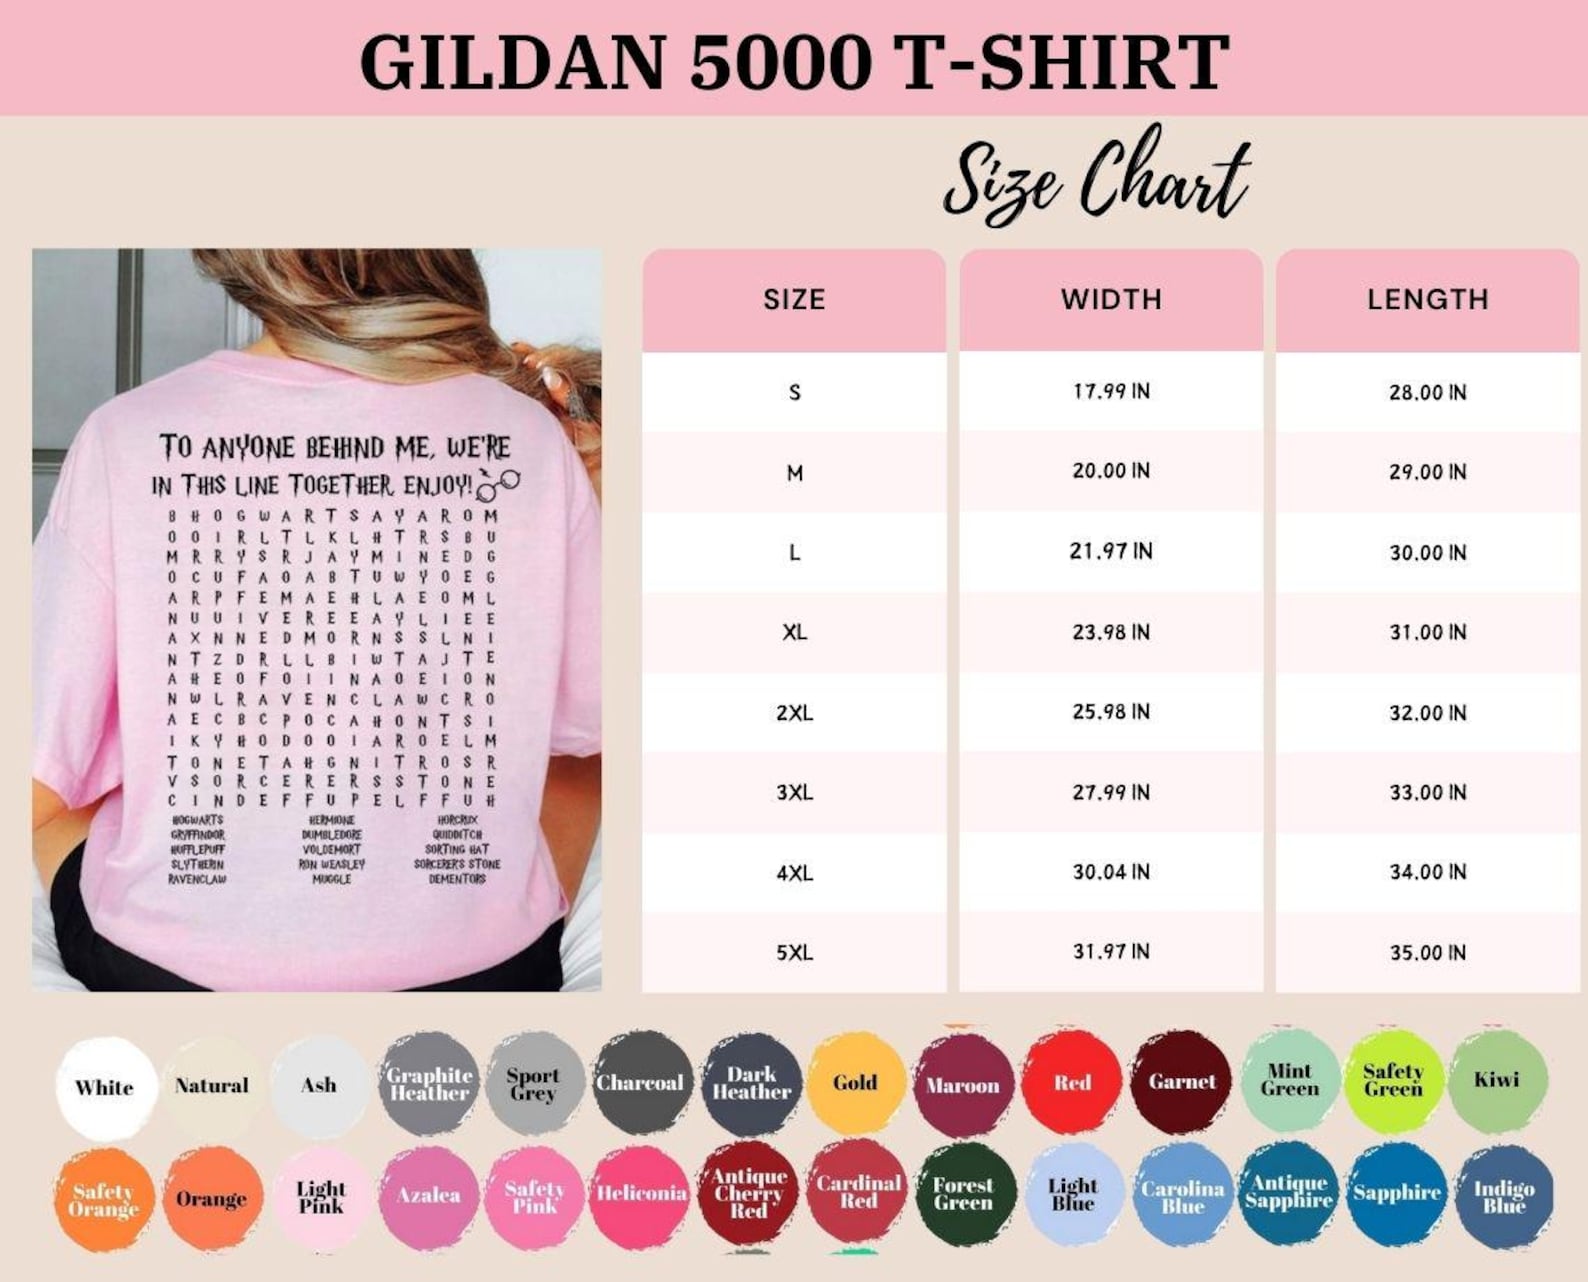 GILDAN 5000 T-SHIRT
Size Chart
TO ANYONE BEHIND ME, WE'RE
IN THIS LINE TOGETHER ENJOY!
B H O G W A R T S A Y A R O M
O O I R L T L K L H T R S B U
M R R Y S R J A Y M I N E D G
O C U F A O A B T U W Y O E G
A R P F E M A E H L A E O M L
N U U I V E R E E A Y L I E E
A X N N E D M O R N S S L N I
N T Z D R L L B I W T A J T E
A H E O F O I I N A O E I O N
N W L R A V E N C L A W C R O
A E C B C P O C A H O N T S I
I K Y H O D O O I A R O E L M
T O N E T A H G N I T R O S R
V S O R C E R E R S S T O N E
C I N D E F F U P E L F F U H
HOGWARTS HERMIONE HORCRUX
GRYFFINDOR DUMBLEDORE QUIDDITCH
HUFFLEPUFF VOLDEMORT SORTING HAT
SLYTHERIN RON WEASLEY SORCERERS STONE
RAVENCLAW MUGGLE DEMENTORS
SIZE WIDTH LENGTH
S 17.99 IN 28.00 IN
M 20.00 IN 29.00 IN
L 21.97 IN 30.00 IN
XL 23.98 IN 31.00 IN
2XL 25.98 IN 32.00 IN
3XL 27.99 IN 33.00 IN
4XL 30.04 IN 34.00 IN
5XL 31.97 IN 35.00 IN
White
Natural
Ash
Graphite
Heather
Sport
Grey
Charcoal
Dark
Heather
Gold
Maroon
Red
Garnet
Mint
Green
Safety
Green
Kiwi
Safety
Orange
Orange
Light
Pink
Azalea
Safety
Pink
Heliconia
Antique
Cherry
Red
Cardinal
Red
Forest
Green
Light
Blue
Carolina
Blue
Antique
Sapphire
Sapphire
Indigo
Blue